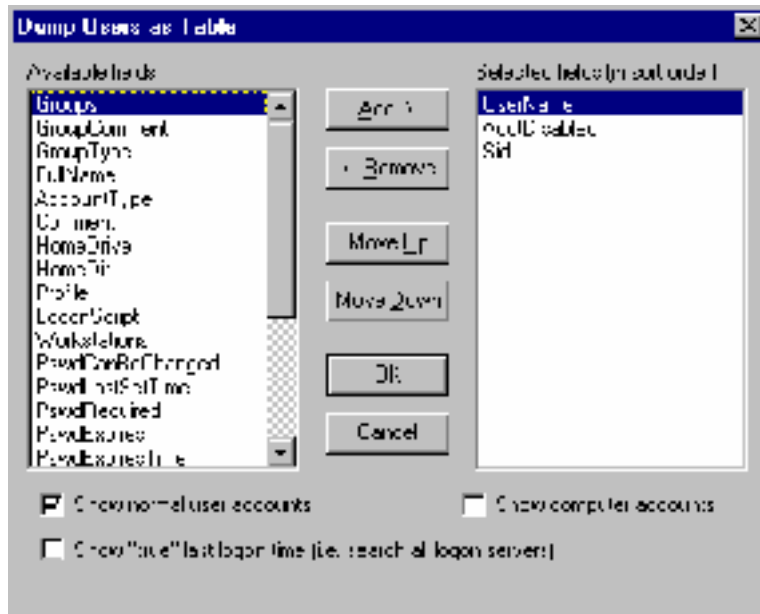 Dump Users as Table
Available fields
Selected fields (in sort order)
Groups
GroupComment
GroupType
FullName
AccountType
Comment
HomeDrive
HomeDir
Profile
LogonScript
Workstations
PswdCanBeChanged
PswdLastSetTime
PswdRequired
PswdExpires
PswdExpiresTime
Add ->
<- Remove
Move Up
Move Down
OK
Cancel
UserName
AcctDisabled
Sid
Show normal user accounts
Show computer accounts
Show "true" last logon time (i.e. search all logon servers)